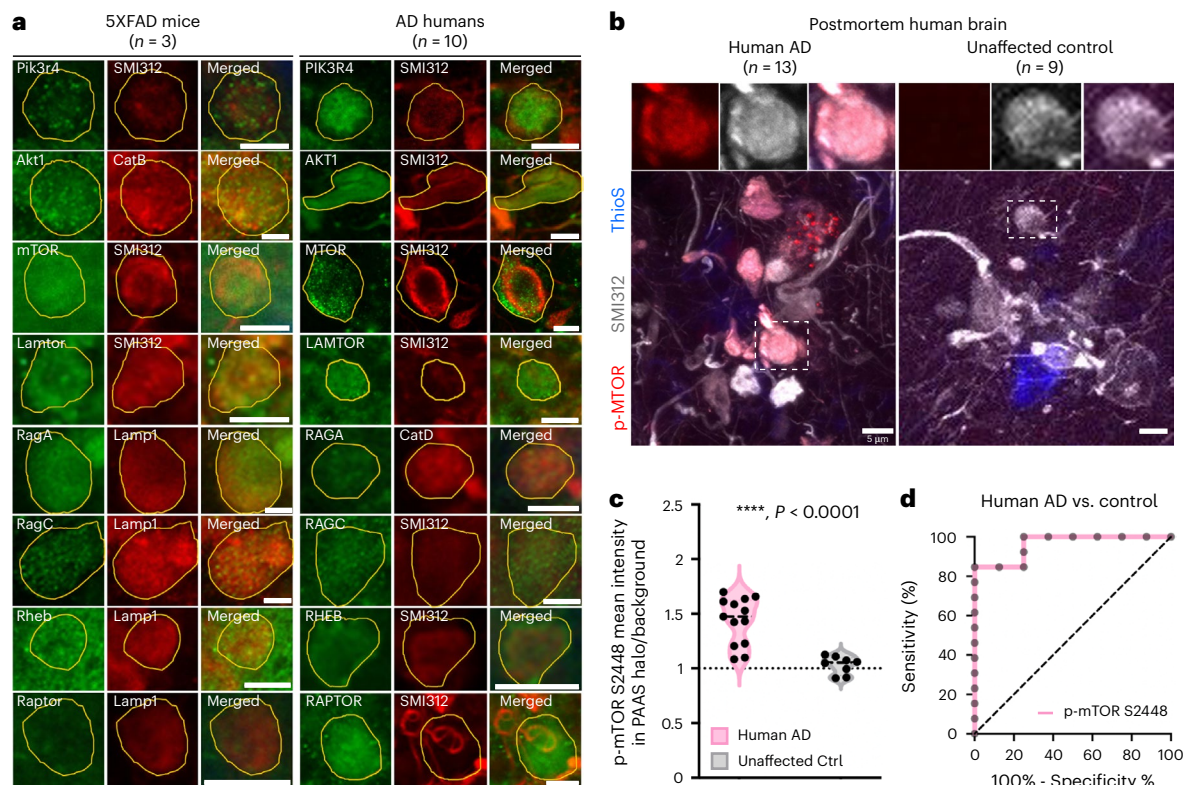 a
5XFAD mice
(n = 3)
AD humans
(n = 10)
Pik3r4 SMI312 Merged PIK3R4 SMI312 Merged
Akt1 CatB Merged AKT1 SMI312 Merged
mTOR SMI312 Merged MTOR SMI312 Merged
Lamtor SMI312 Merged LAMTOR SMI312 Merged
RagA Lamp1 Merged RAGA CatD Merged
RagC Lamp1 Merged RAGC SMI312 Merged
Rheb Lamp1 Merged RHEB SMI312 Merged
Raptor Lamp1 Merged RAPTOR SMI312 Merged
b
Postmortem human brain
Human AD
(n = 13)
Unaffected control
(n = 9)
p-MTOR SMI312 ThioS
5 µm
c
p-mTOR S2448 mean intensity
in PAAS halo/background
2.5
2
1.5
1
0.5
0
****, P < 0.0001
Human AD
Unaffected Ctrl
d
Human AD vs. control
Sensitivity (%)
100
80
60
40
20
0
p-mTOR S2448
0 20 40 60 80 100
100% - Specificity %